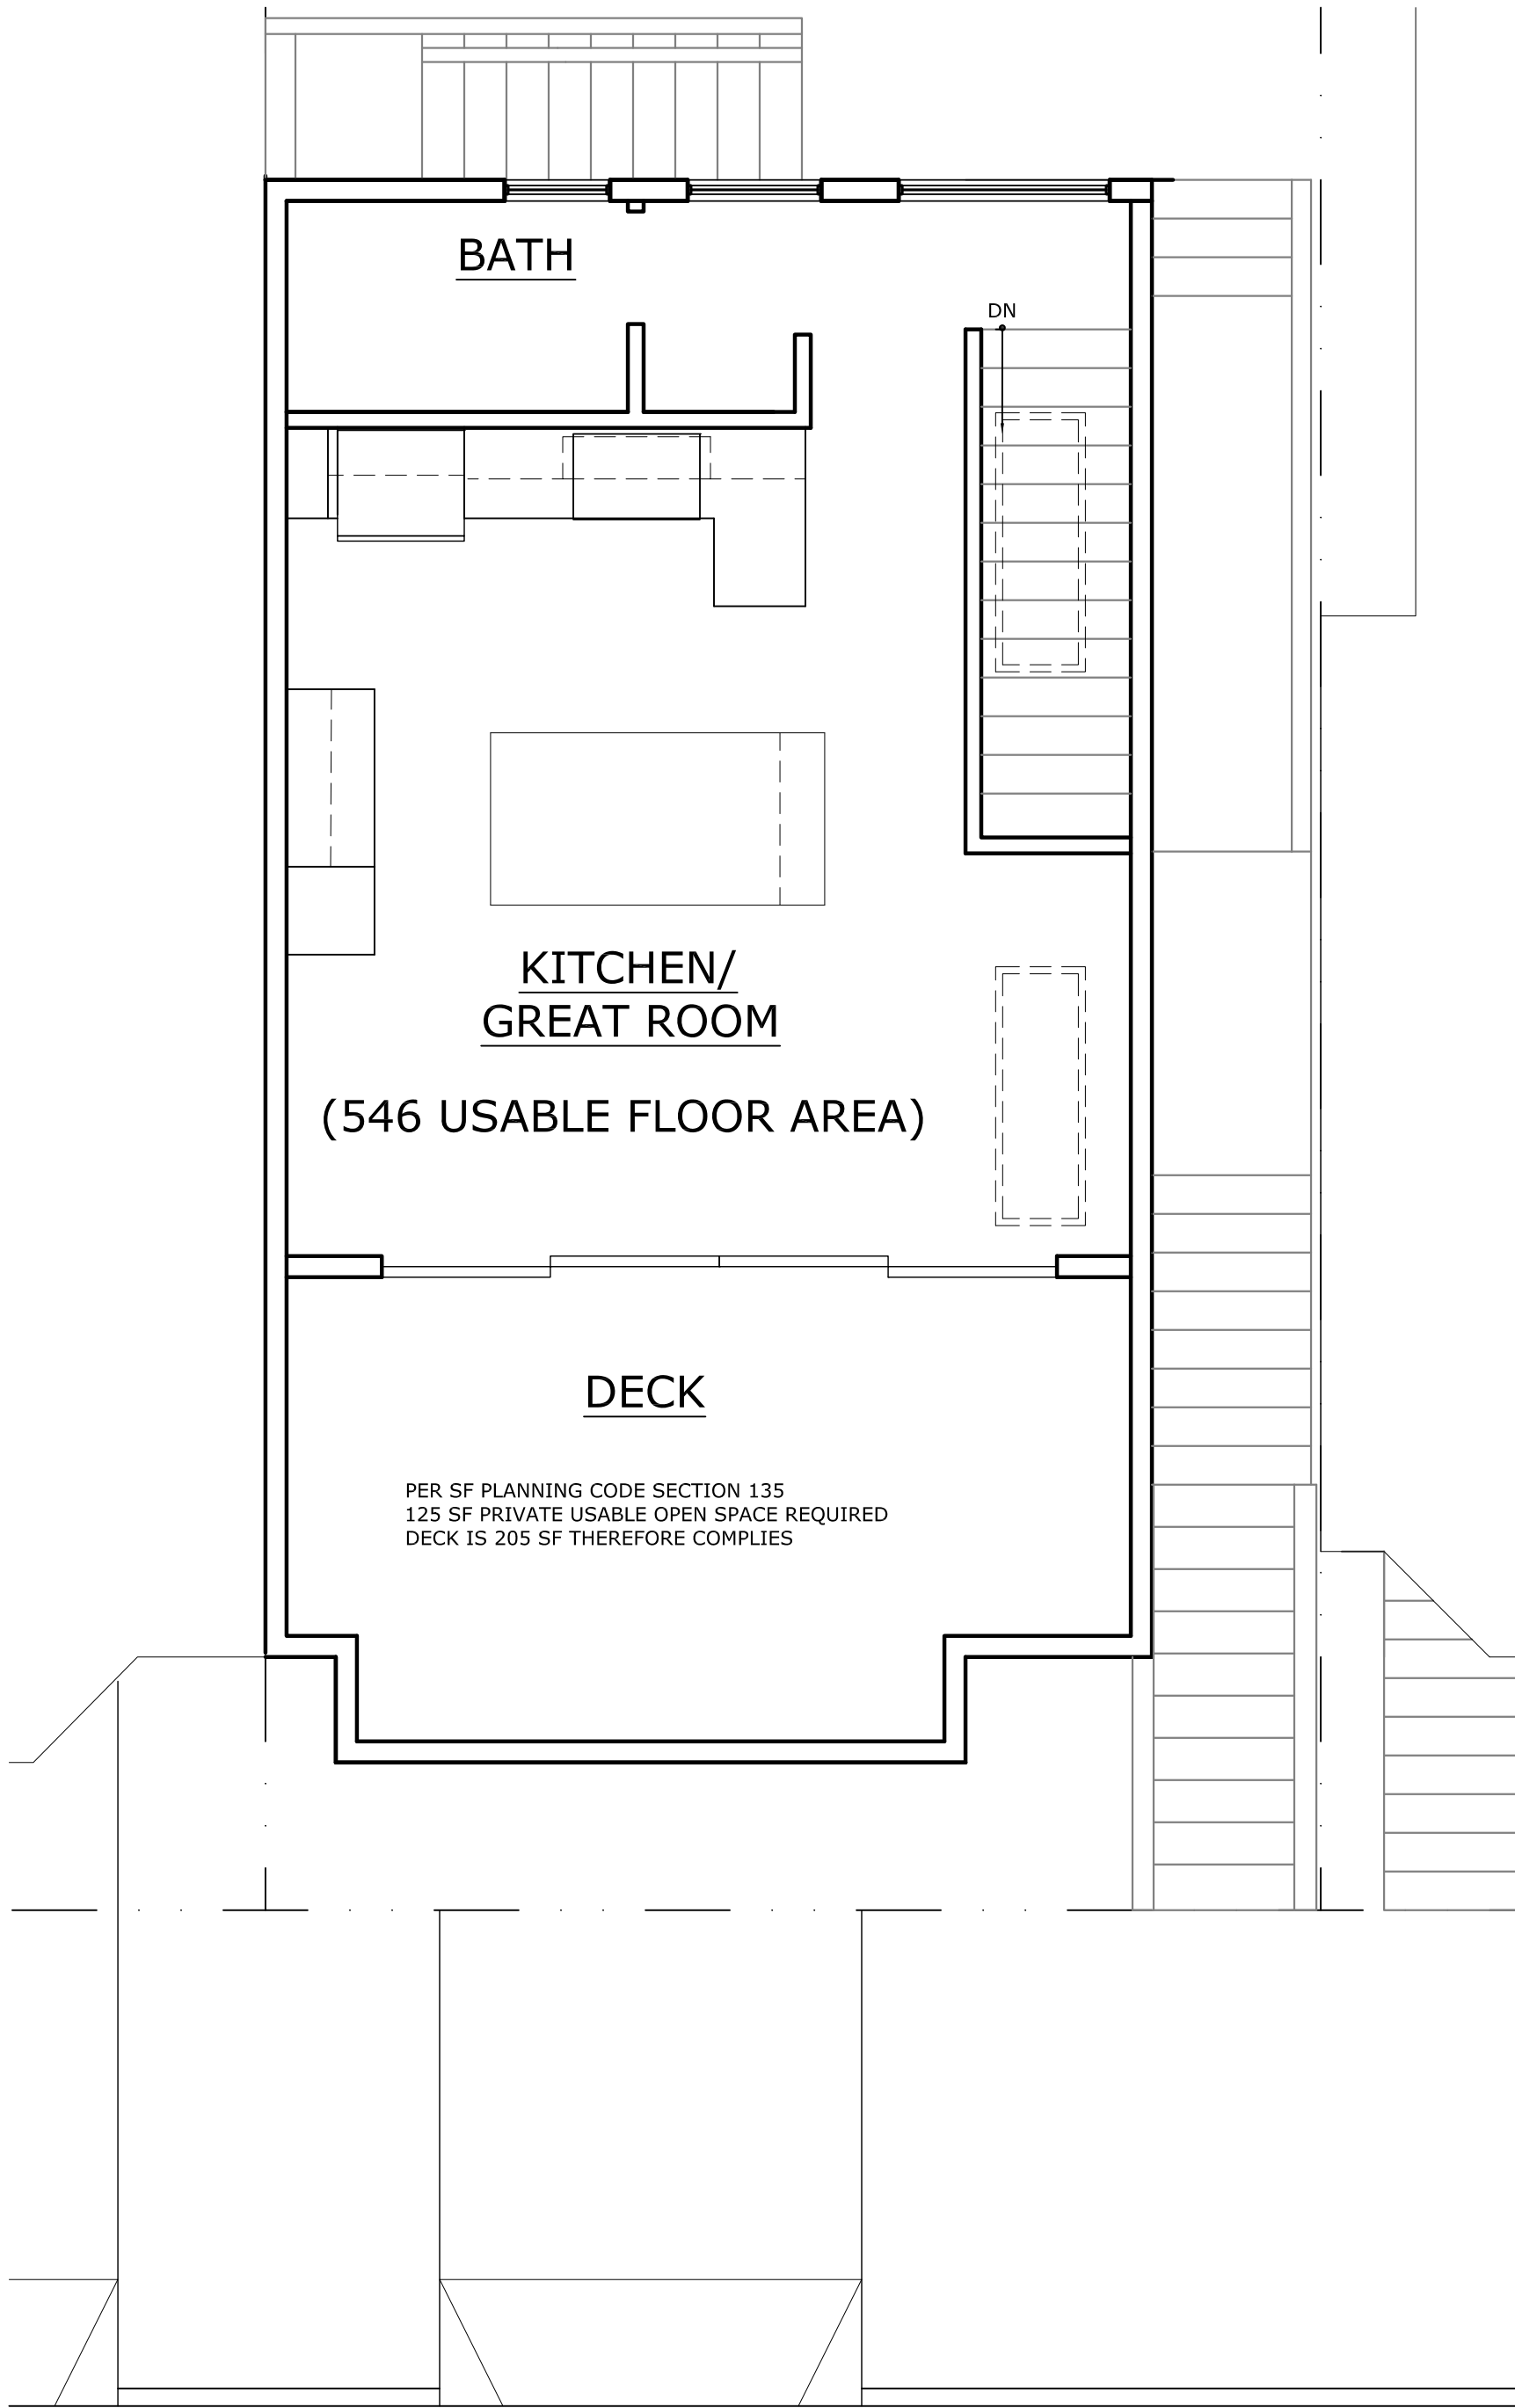 BATH
DN
KITCHEN/
GREAT ROOM
(546 USABLE FLOOR AREA)
DECK
PER SF PLANNING CODE SECTION 135
125 SF PRIVATE USABLE OPEN SPACE REQUIRED
DECK IS 205 SF THEREFORE COMPLIES